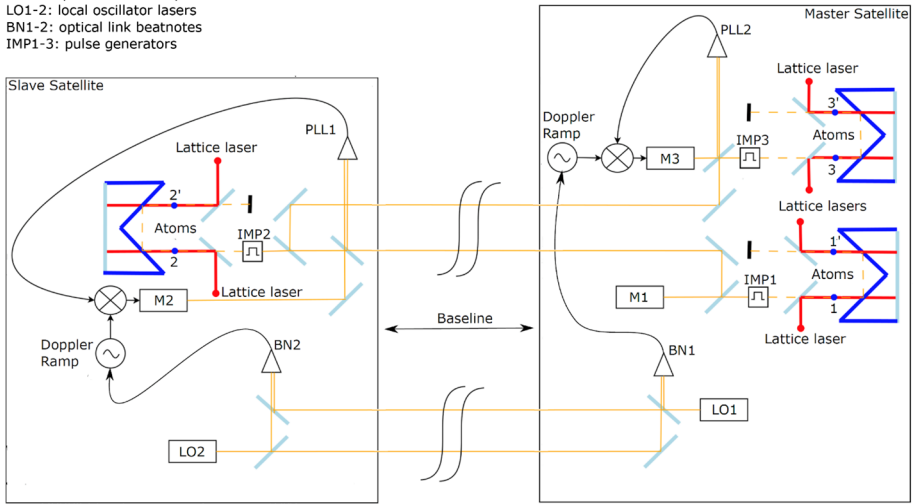 LO1-2: local oscillator lasers
BN1-2: optical link beatnotes
IMP1-3: pulse generators
Slave Satellite
Master Satellite
PLL1
Lattice laser
2'
Atoms
2
IMP2
Lattice laser
M2
Doppler
Ramp
BN2
LO2
Baseline
PLL2
Doppler
Ramp
M3
IMP3
Lattice laser
3'
Atoms
3
Lattice lasers
1'
Atoms
1
IMP1
M1
Lattice laser
BN1
LO1